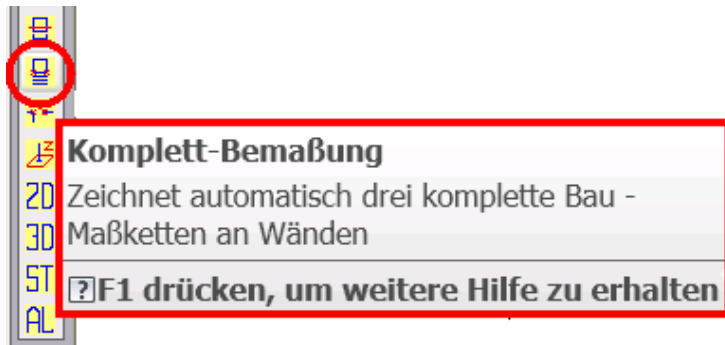 Komplett-Bemaßung
Zeichnet automatisch drei komplette Bau -
Maßketten an Wänden
?F1 drücken, um weitere Hilfe zu erhalten
2D
3D
ST
AL